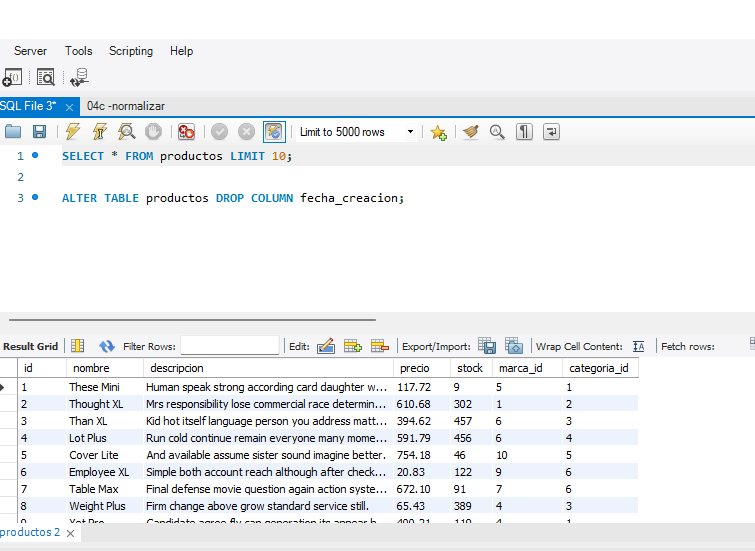 Server Tools Scripting Help
SQL File 3* 04c -normalizar
Limit to 5000 rows
1 SELECT * FROM productos LIMIT 10;
2
3 ALTER TABLE productos DROP COLUMN fecha_creacion;
Result Grid Filter Rows: Edit: Export/Import: Wrap Cell Content: Fetch rows:
id nombre descripcion precio stock marca_id categoria_id
1 These Mini Human speak strong according card daughter w... 117.72 9 5 1
2 Thought XL Mrs responsibility lose commercial race determin... 610.68 302 1 2
3 Than XL Kid hot itself language person you address matt... 394.62 457 6 3
4 Lot Plus Run cold continue remain everyone many mome... 591.79 456 6 4
5 Cover Lite And available assume sister sound imagine better. 754.18 46 10 5
6 Employee XL Simple both account reach although after check... 20.83 122 9 6
7 Table Max Final defense movie question again action syste... 672.10 91 7 6
8 Weight Plus Firm change above grow standard service still. 65.43 389 4 3
productos 2